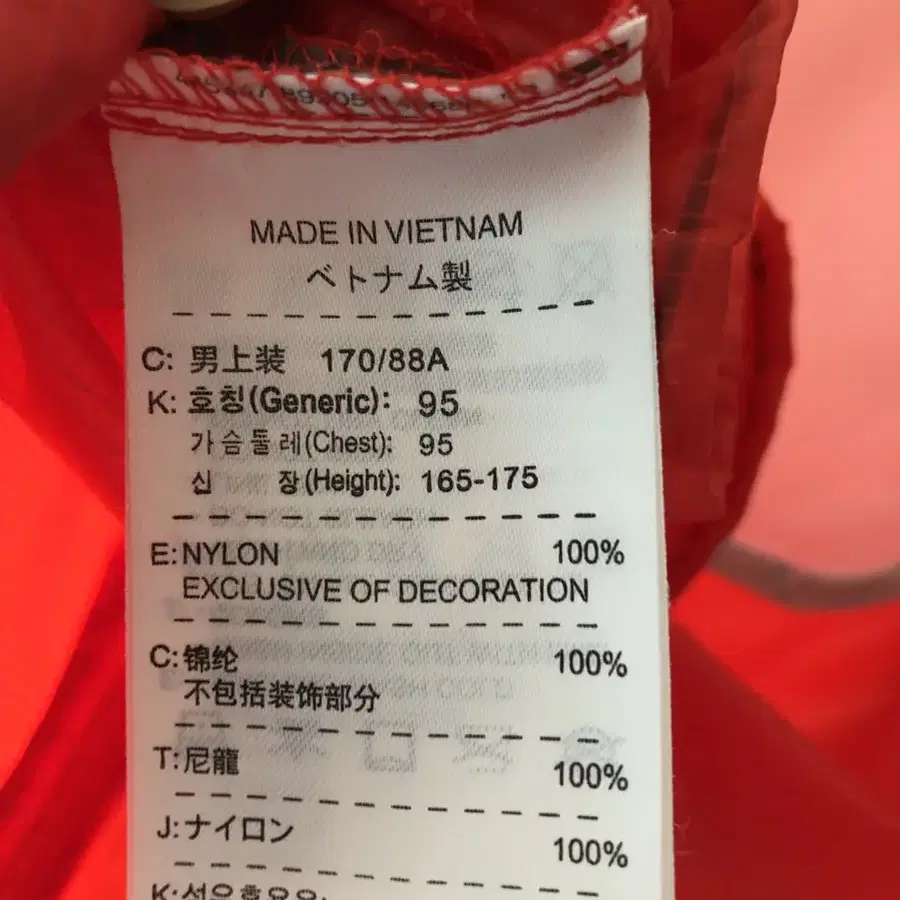 MADE IN VIETNAM
ベトナム製
C: 男上装 170/88A
K: 호칭(Generic): 95
가슴둘레(Chest): 95
신 장(Height): 165-175
E: NYLON 100%
EXCLUSIVE OF DECORATION
C: 锦纶 100%
不包括装饰部分
T: 尼龍 100%
J: ナイロン 100%